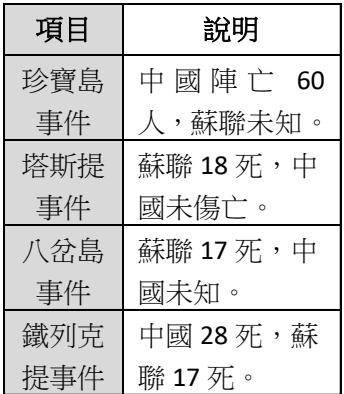 項目 說明
珍寶島 中國陣亡 60
事件 人，蘇聯未知。
塔斯提 蘇聯 18 死，中
事件 國未傷亡。
八岔島 蘇聯 17 死，中
事件 國未知。
鐵列克 中國 28 死，蘇
提事件 聯 17 死。